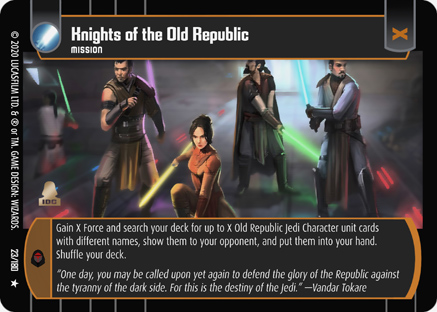 Knights of the Old Republic
MISSION
X
© 2020 LUCASFILM LTD. & ® or TM. GAME DESIGN: WIZARDS.
IDC
23/180 ★
Gain X Force and search your deck for up to X Old Republic Jedi Character unit cards
with different names, show them to your opponent, and put them into your hand.
Shuffle your deck.
“One day, you may be called upon yet again to defend the glory of the Republic against
the tyranny of the dark side. For this is the destiny of the Jedi.” —Vandar Tokare